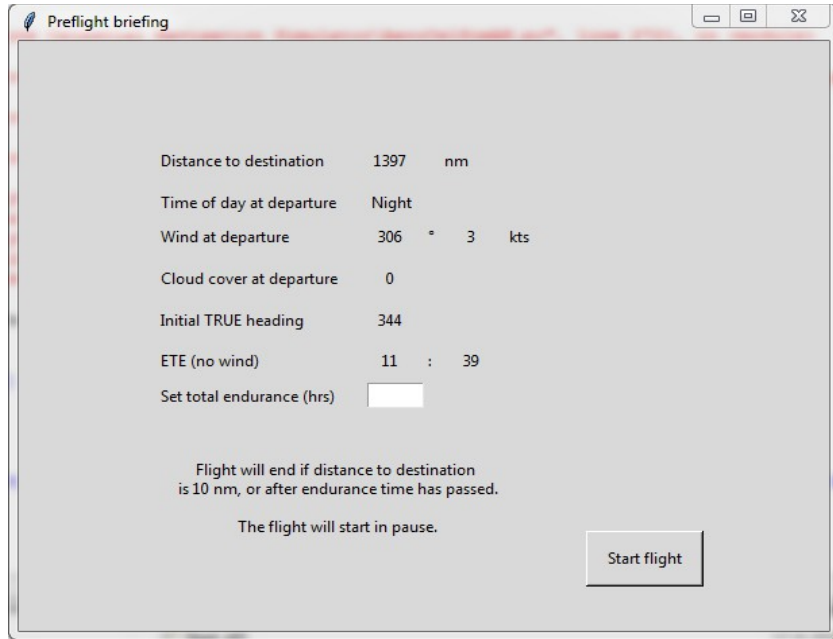 Preflight briefing
Distance to destination 1397 nm
Time of day at departure Night
Wind at departure 306 ° 3 kts
Cloud cover at departure 0
Initial TRUE heading 344
ETE (no wind) 11 : 39
Set total endurance (hrs)
Flight will end if distance to destination
is 10 nm, or after endurance time has passed.
The flight will start in pause.
Start flight